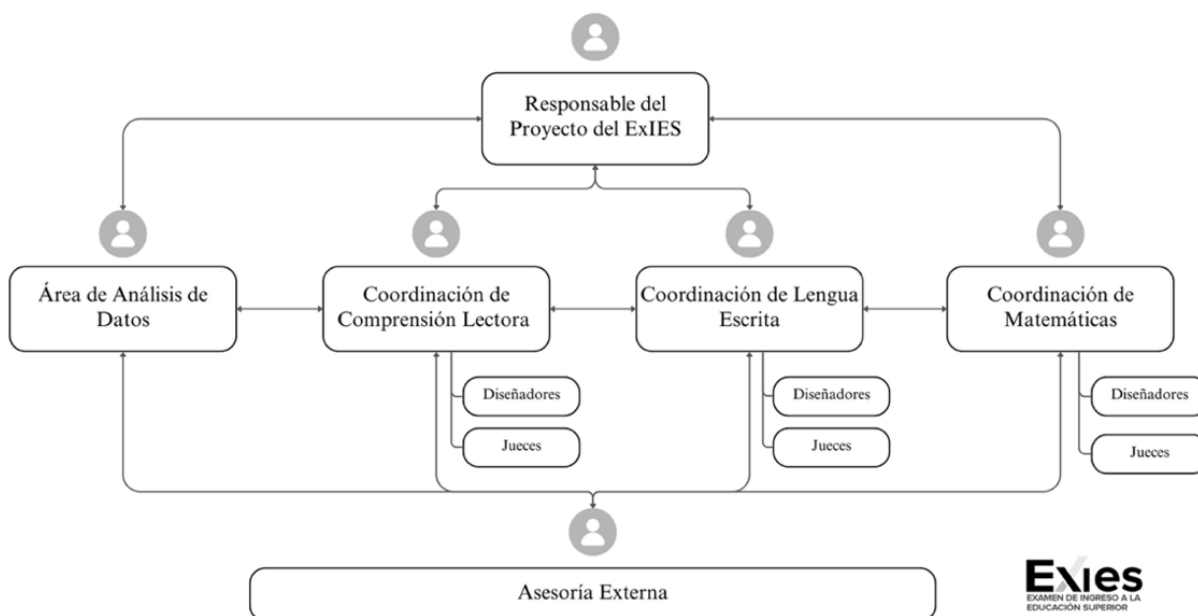 Responsable del
Proyecto del ExIES
Área de Análisis de
Datos
Coordinación de
Comprensión Lectora
Coordinación de Lengua
Escrita
Coordinación de
Matemáticas
Diseñadores
Jueces
Diseñadores
Jueces
Diseñadores
Jueces
Asesoría Externa
Exies
EXAMEN DE INGRESO A LA
EDUCACIÓN SUPERIOR